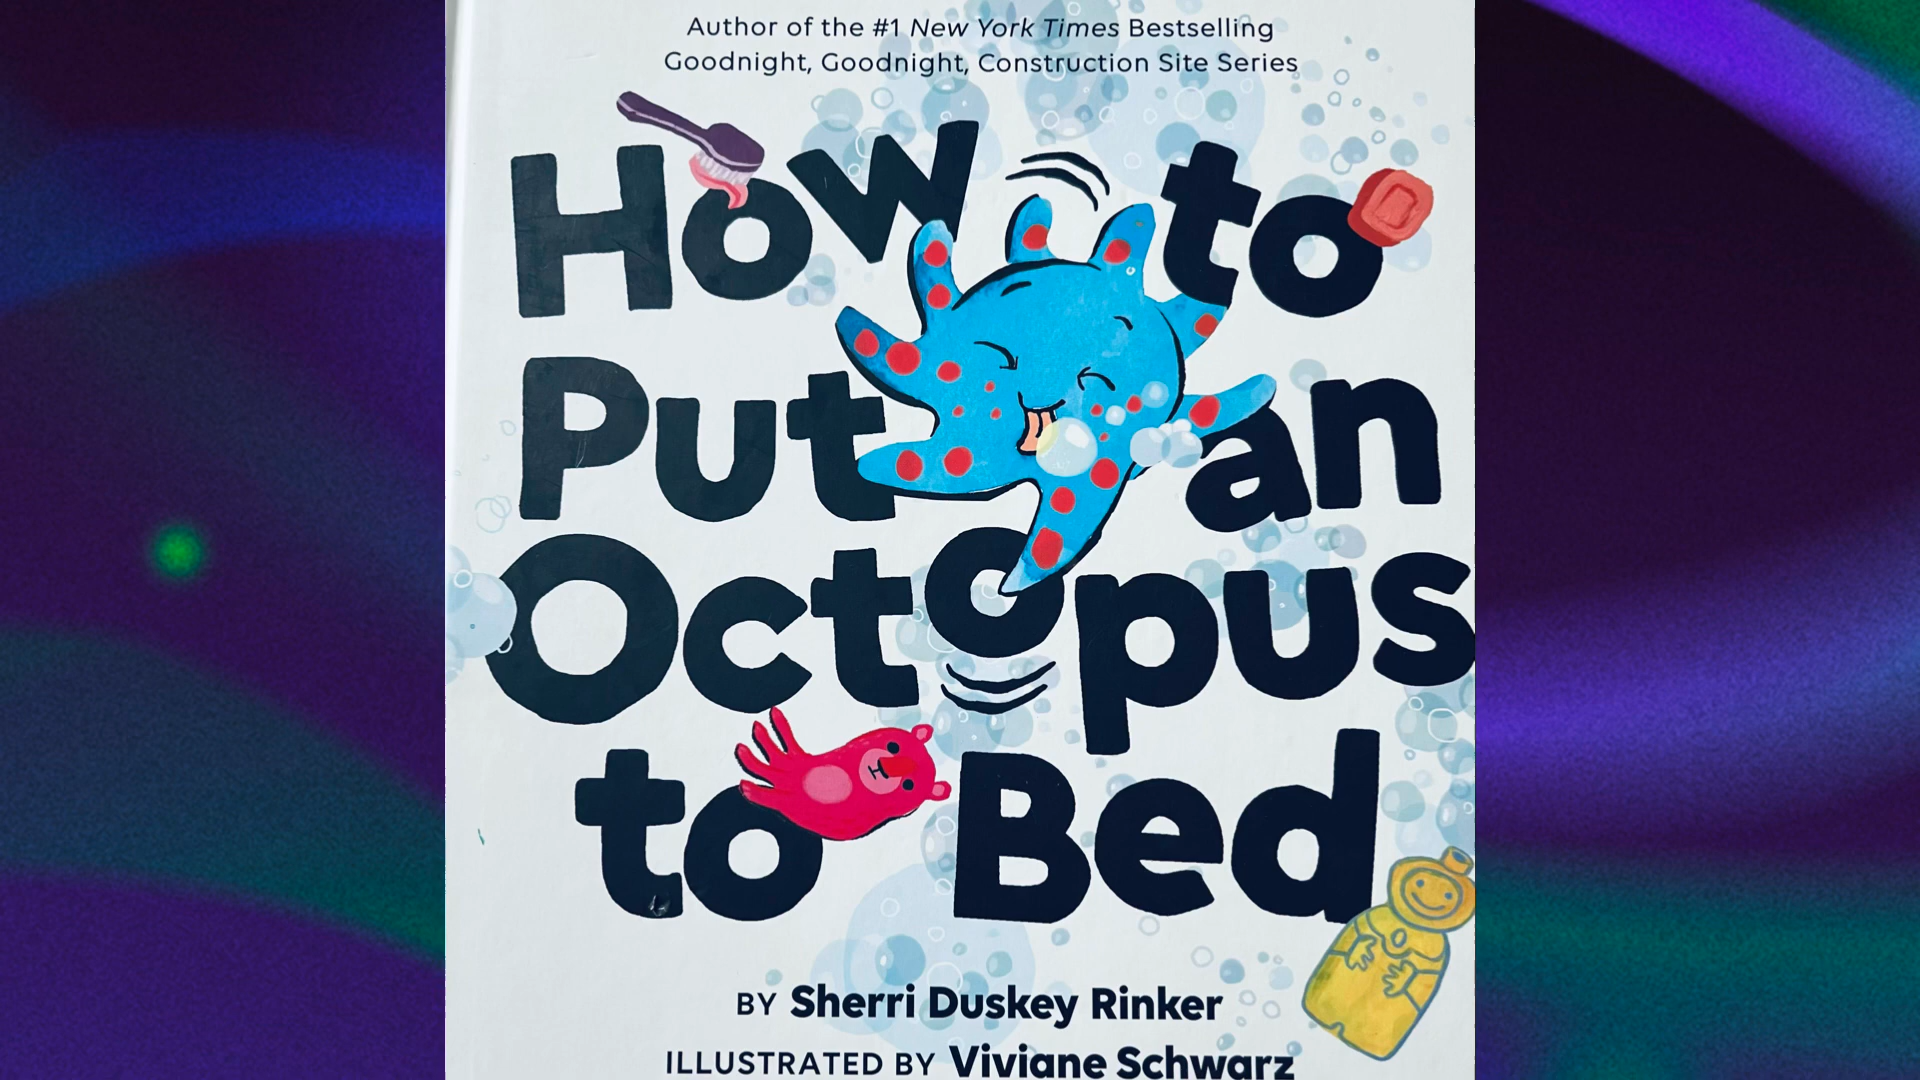 Author of the #1 New York Times Bestselling
Goodnight, Goodnight, Construction Site Series
How to
Put an
Octopus
to Bed
BY Sherri Duskey Rinker
ILLUSTRATED BY Viviane Schwarz